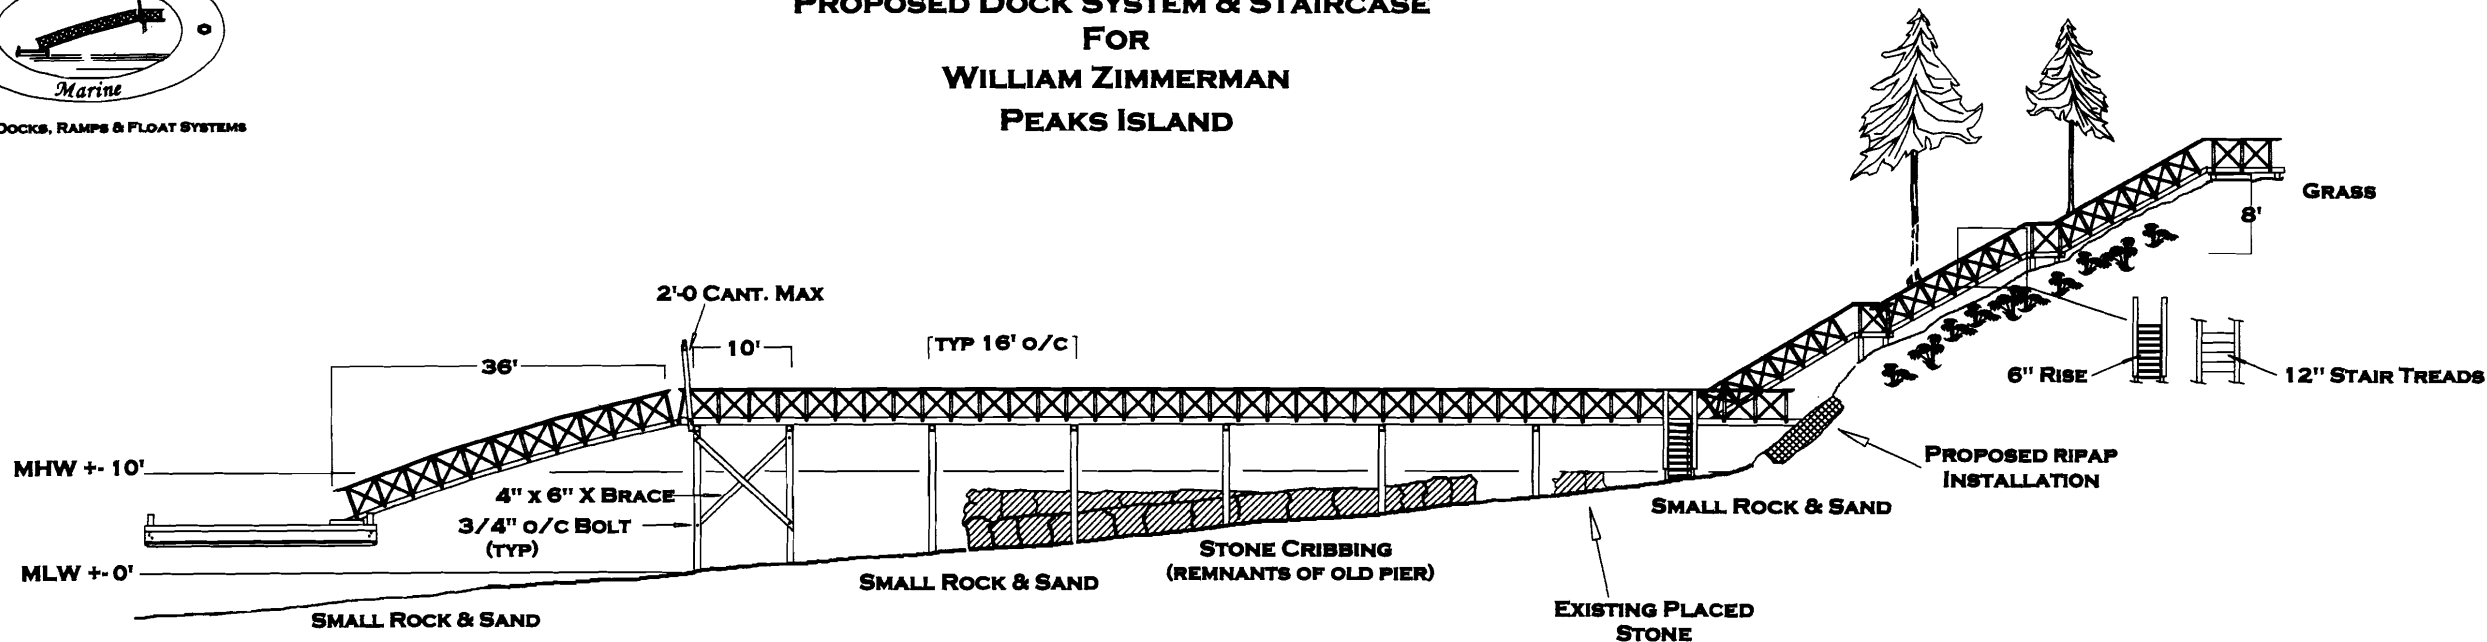 PROPOSED DOCK SYSTEM & STAIRCASE
FOR
WILLIAM ZIMMERMAN
PEAKS ISLAND
Marine
DOCKS, RAMPS & FLOAT SYSTEMS
GRASS
8'
2'-0 CANT. MAX
10'
[TYP 16' O/C]
36'
6" RISE
12" STAIR TREADS
MHW +- 10'
PROPOSED RIPAP
INSTALLATION
4" X 6" X BRACE
3/4" O/C BOLT
(TYP)
SMALL ROCK & SAND
STONE CRIBBING
(REMNANTS OF OLD PIER)
MLW +- 0'
SMALL ROCK & SAND
EXISTING PLACED
STONE
SMALL ROCK & SAND